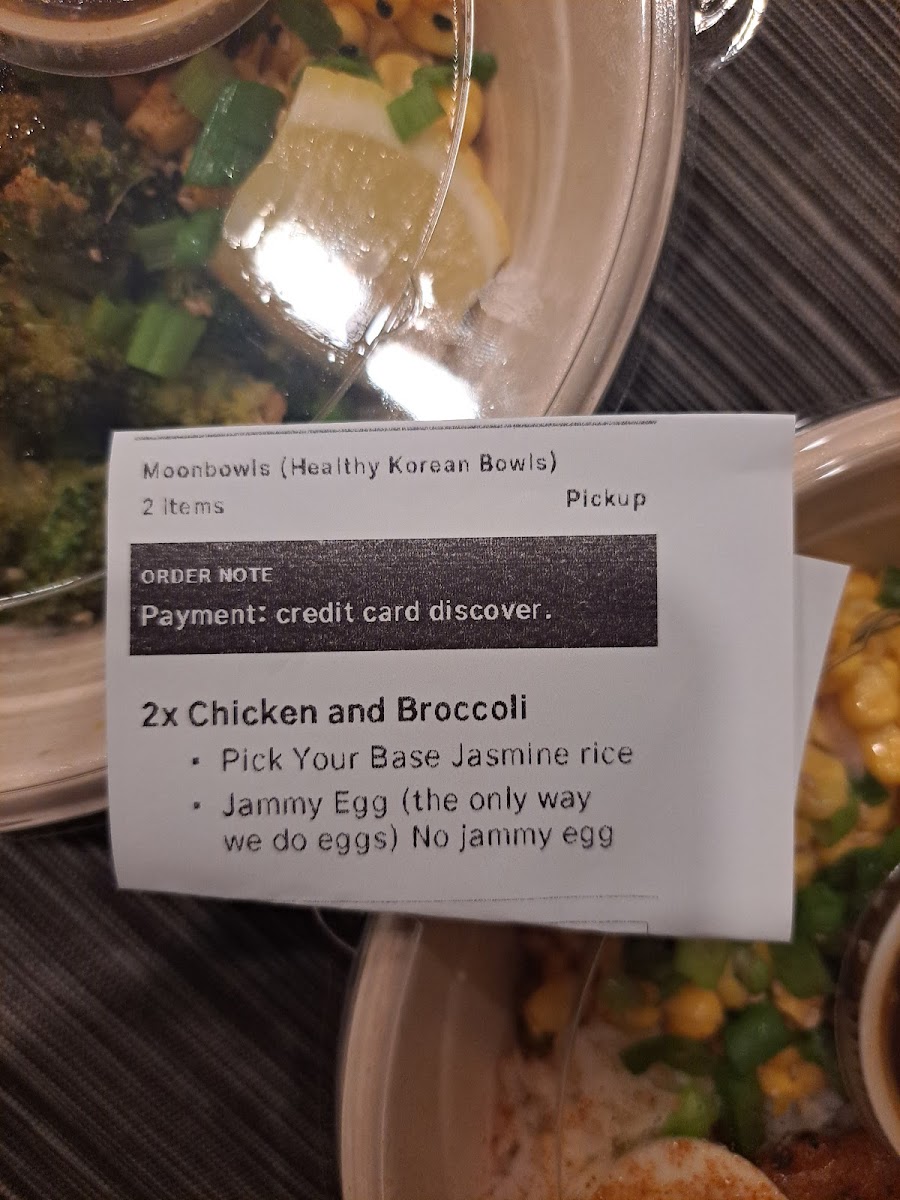 Moonbowls (Healthy Korean Bowls)
2 items
Pickup
ORDER NOTE
Payment: credit card discover.
2x Chicken and Broccoli
• Pick Your Base Jasmine rice
• Jammy Egg (the only way
we do eggs) No jammy egg